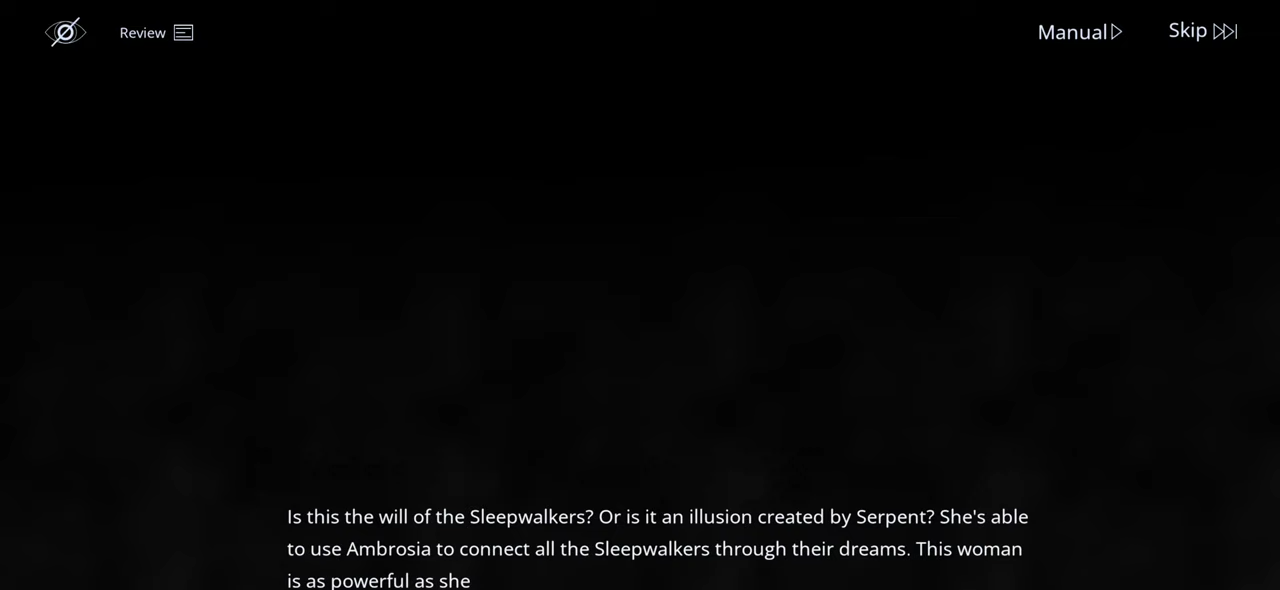 Review
Manual
Skip
Is this the will of the Sleepwalkers? Or is it an illusion created by Serpent? She's able
to use Ambrosia to connect all the Sleepwalkers through their dreams. This woman
is as powerful as she